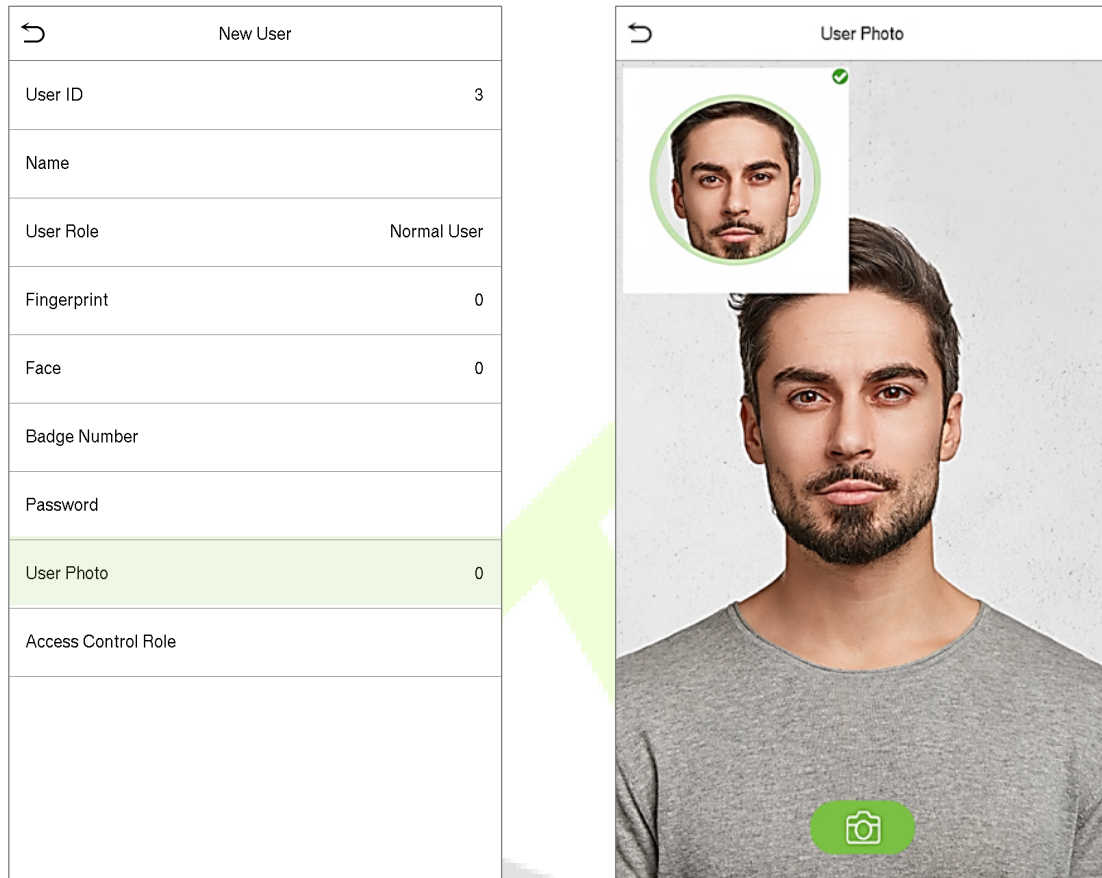 New User
User ID 3
Name
User Role Normal User
Fingerprint 0
Face 0
Badge Number
Password
User Photo 0
Access Control Role
User Photo